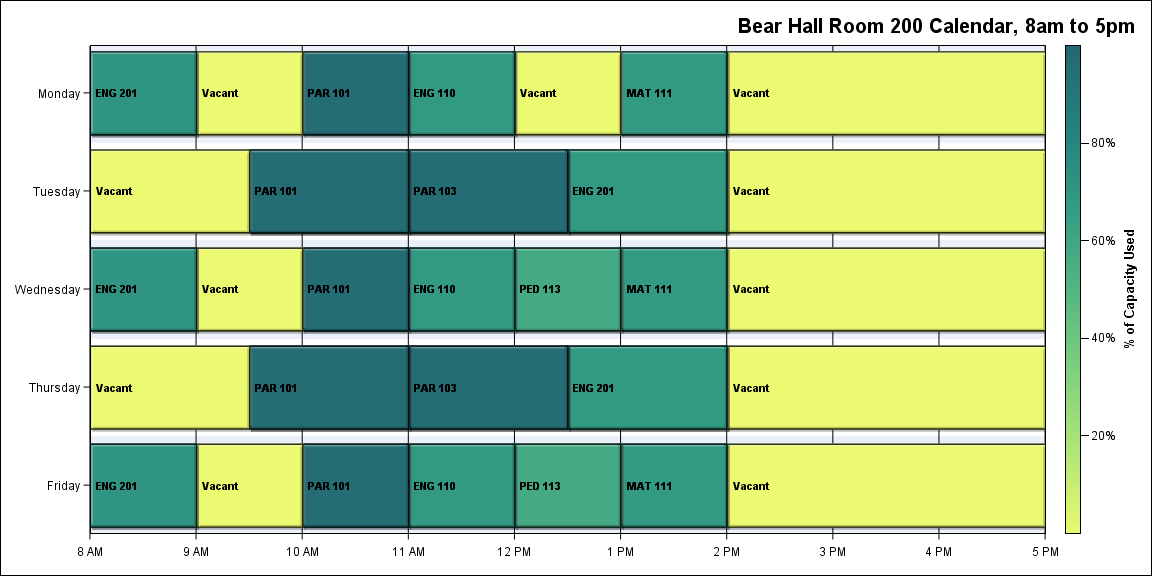 Bear Hall Room 200 Calendar, 8am to 5pm
Monday ENG 201 Vacant PAR 101 ENG 110 Vacant MAT 111 Vacant
Tuesday Vacant PAR 101 PAR 103 ENG 201 Vacant
Wednesday ENG 201 Vacant PAR 101 ENG 110 PED 113 MAT 111 Vacant
Thursday Vacant PAR 101 PAR 103 ENG 201 Vacant
Friday ENG 201 Vacant PAR 101 ENG 110 PED 113 MAT 111 Vacant
8 AM 9 AM 10 AM 11 AM 12 PM 1 PM 2 PM 3 PM 4 PM 5 PM
80%
60%
40%
20%
% of Capacity Used